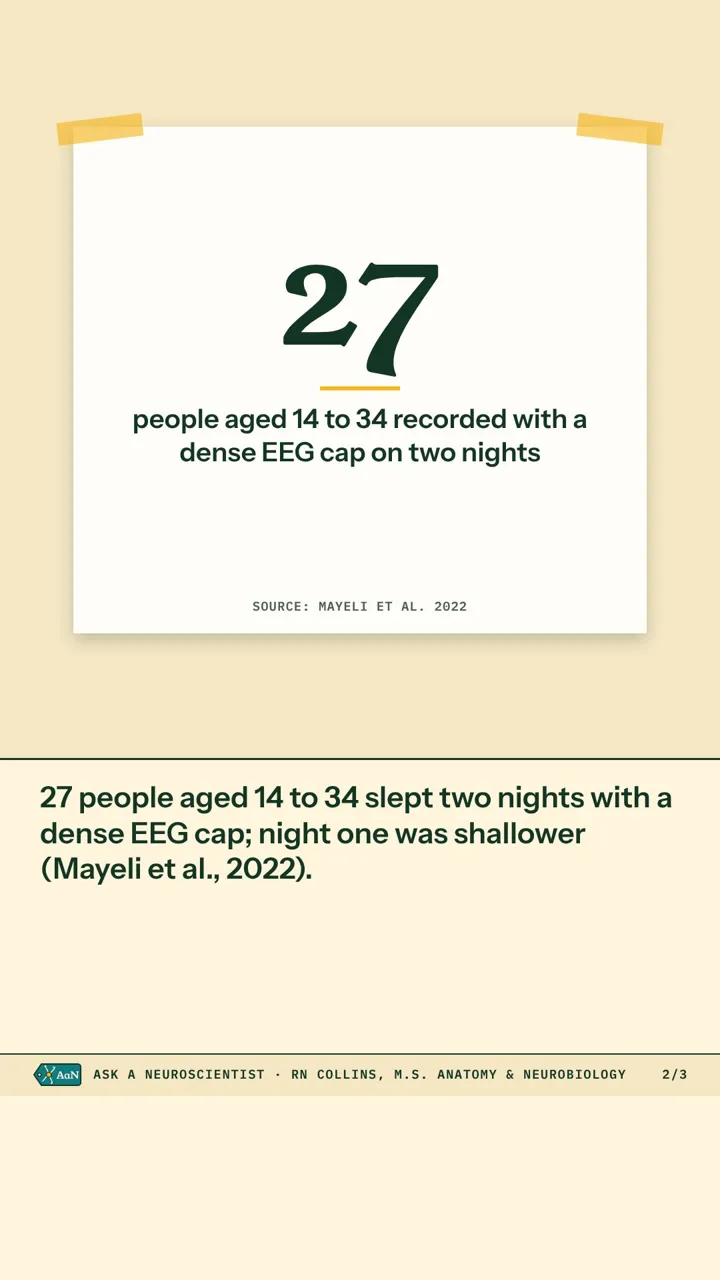 27
people aged 14 to 34 recorded with a
dense EEG cap on two nights
SOURCE: MAYELI ET AL. 2022
27 people aged 14 to 34 slept two nights with a
dense EEG cap; night one was shallower
(Mayeli et al., 2022).
AaN ASK A NEUROSCIENTIST · RN COLLINS, M.S. ANATOMY & NEUROBIOLOGY 2/3